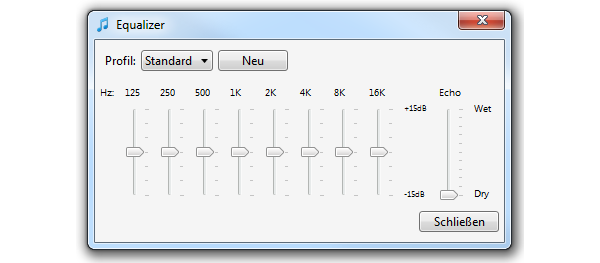 Equalizer
Profil: Standard Neu
Hz: 125 250 500 1K 2K 4K 8K 16K Echo
+15dB Wet
-15dB Dry
Schließen